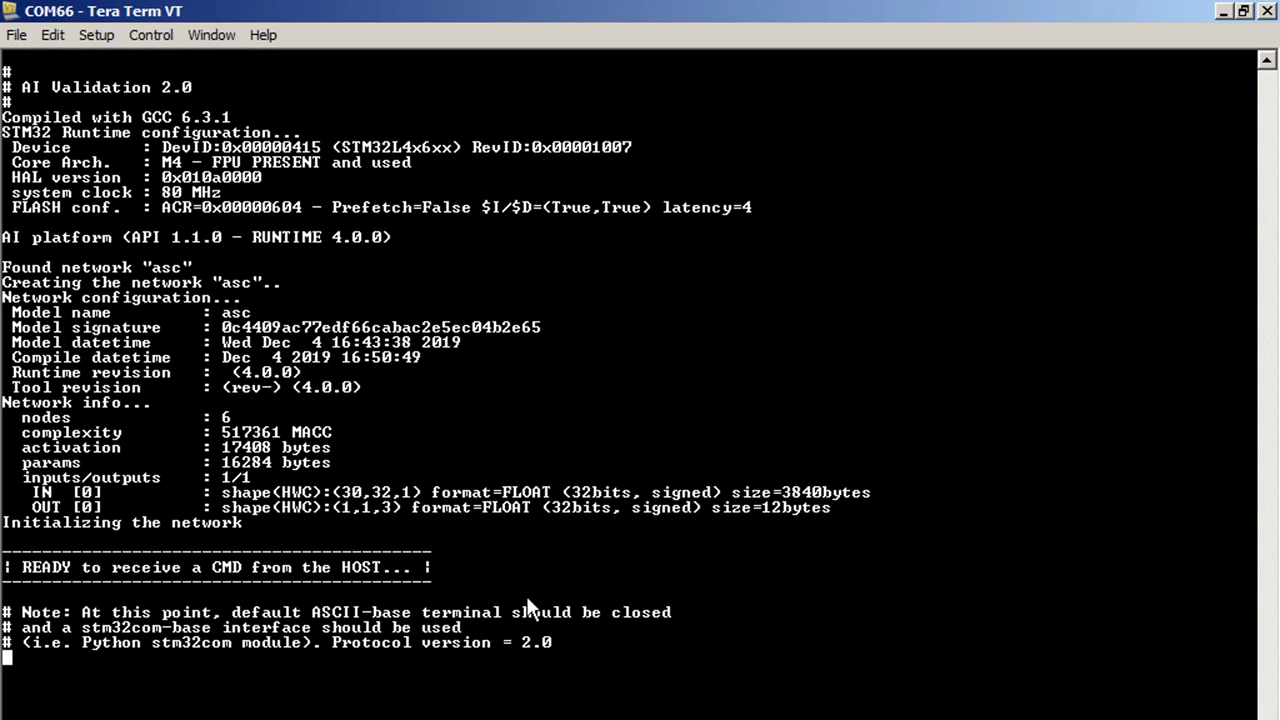 COM66 - Tera Term VT
File Edit Setup Control Window Help
#
# AI Validation 2.0
#
Compiled with GCC 6.3.1
STM32 Runtime configuration...
Device : DevID:0x00000415 (STM32L4x6xx) RevID:0x00001007
Core Arch. : M4 - FPU PRESENT and used
HAL version : 0x010a0000
system clock : 80 MHz
FLASH conf. : ACR=0x00000604 - Prefetch=False $I/$D=(True,True) latency=4
AI platform (API 1.1.0 - RUNTIME 4.0.0)
Found network "asc"
Creating the network "asc"..
Network configuration...
Model name : asc
Model signature : 0c4409ac77edf66cabac2e5ec04b2e65
Model datetime : Wed Dec 4 16:43:38 2019
Compile datetime : Dec 4 2019 16:50:49
Runtime revision : (4.0.0)
Tool revision : (rev-) (4.0.0)
Network info...
nodes : 6
complexity : 517361 MACC
activation : 17408 bytes
params : 16284 bytes
inputs/outputs : 1/1
IN [0] : shape(HWC):(30,32,1) format=FLOAT (32bits, signed) size=3840bytes
OUT [0] : shape(HWC):(1,1,3) format=FLOAT (32bits, signed) size=12bytes
Initializing the network
-------------------------------------------
| READY to receive a CMD from the HOST... |
-------------------------------------------
# Note: At this point, default ASCII-base terminal should be closed
# and a stm32com-base interface should be used
# (i.e. Python stm32com module). Protocol version = 2.0